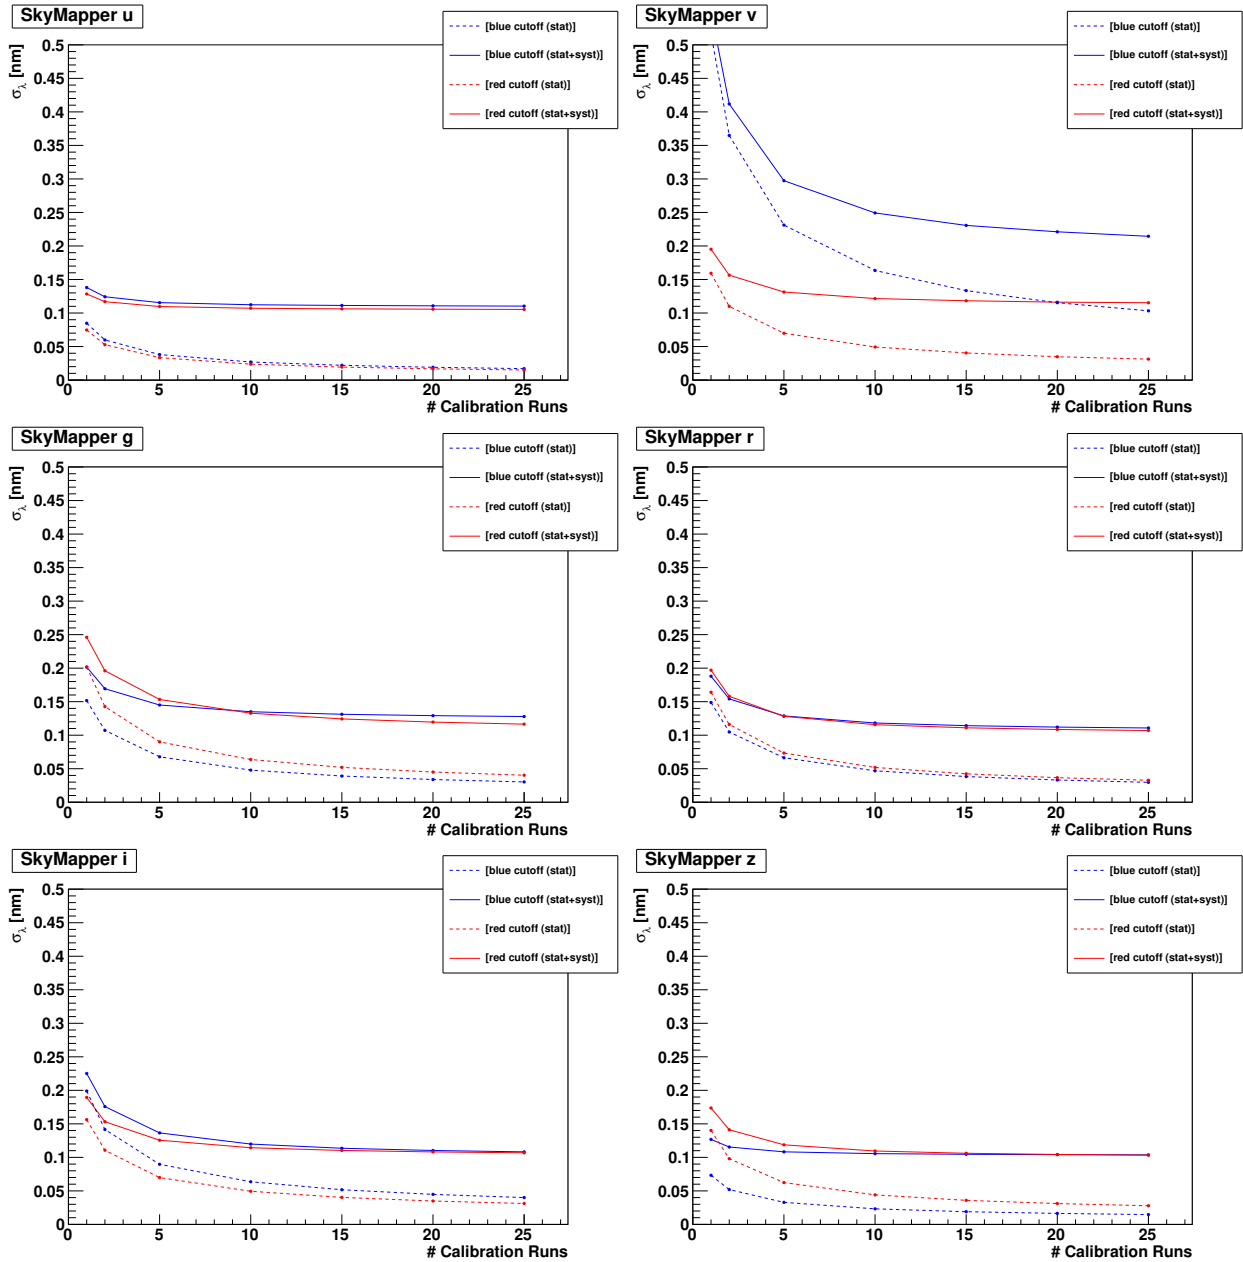 SkyMapper u
[blue cutoff (stat)]
[blue cutoff (stat+syst)]
[red cutoff (stat)]
[red cutoff (stat+syst)]
σλ [nm]
0.5
0.45
0.4
0.35
0.3
0.25
0.2
0.15
0.1
0.05
0
0 5 10 15 20 25
# Calibration Runs
SkyMapper v
[blue cutoff (stat)]
[blue cutoff (stat+syst)]
[red cutoff (stat)]
[red cutoff (stat+syst)]
σλ [nm]
0.5
0.45
0.4
0.35
0.3
0.25
0.2
0.15
0.1
0.05
0
0 5 10 15 20 25
# Calibration Runs
SkyMapper g
[blue cutoff (stat)]
[blue cutoff (stat+syst)]
[red cutoff (stat)]
[red cutoff (stat+syst)]
σλ [nm]
0.5
0.45
0.4
0.35
0.3
0.25
0.2
0.15
0.1
0.05
0
0 5 10 15 20 25
# Calibration Runs
SkyMapper r
[blue cutoff (stat)]
[blue cutoff (stat+syst)]
[red cutoff (stat)]
[red cutoff (stat+syst)]
σλ [nm]
0.5
0.45
0.4
0.35
0.3
0.25
0.2
0.15
0.1
0.05
0
0 5 10 15 20 25
# Calibration Runs
SkyMapper i
[blue cutoff (stat)]
[blue cutoff (stat+syst)]
[red cutoff (stat)]
[red cutoff (stat+syst)]
σλ [nm]
0.5
0.45
0.4
0.35
0.3
0.25
0.2
0.15
0.1
0.05
0
0 5 10 15 20 25
# Calibration Runs
SkyMapper z
[blue cutoff (stat)]
[blue cutoff (stat+syst)]
[red cutoff (stat)]
[red cutoff (stat+syst)]
σλ [nm]
0.5
0.45
0.4
0.35
0.3
0.25
0.2
0.15
0.1
0.05
0
0 5 10 15 20 25
# Calibration Runs